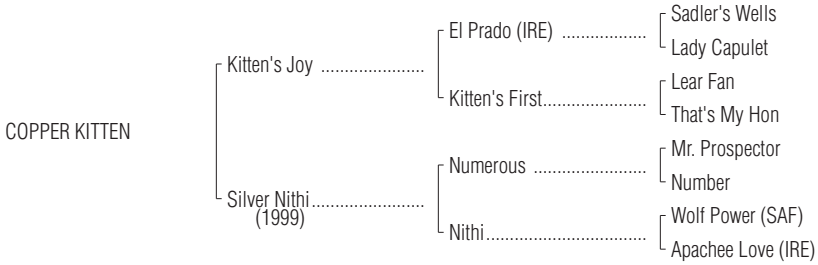 Sadler's Wells
El Prado (IRE) ..................
Lady Capulet
Kitten's Joy ......................
Lear Fan
Kitten's First......................
That's My Hon
COPPER KITTEN
Mr. Prospector
Numerous ........................
Number
Silver Nithi........................
(1999)
Wolf Power (SAF)
Nithi..................................
Apachee Love (IRE)